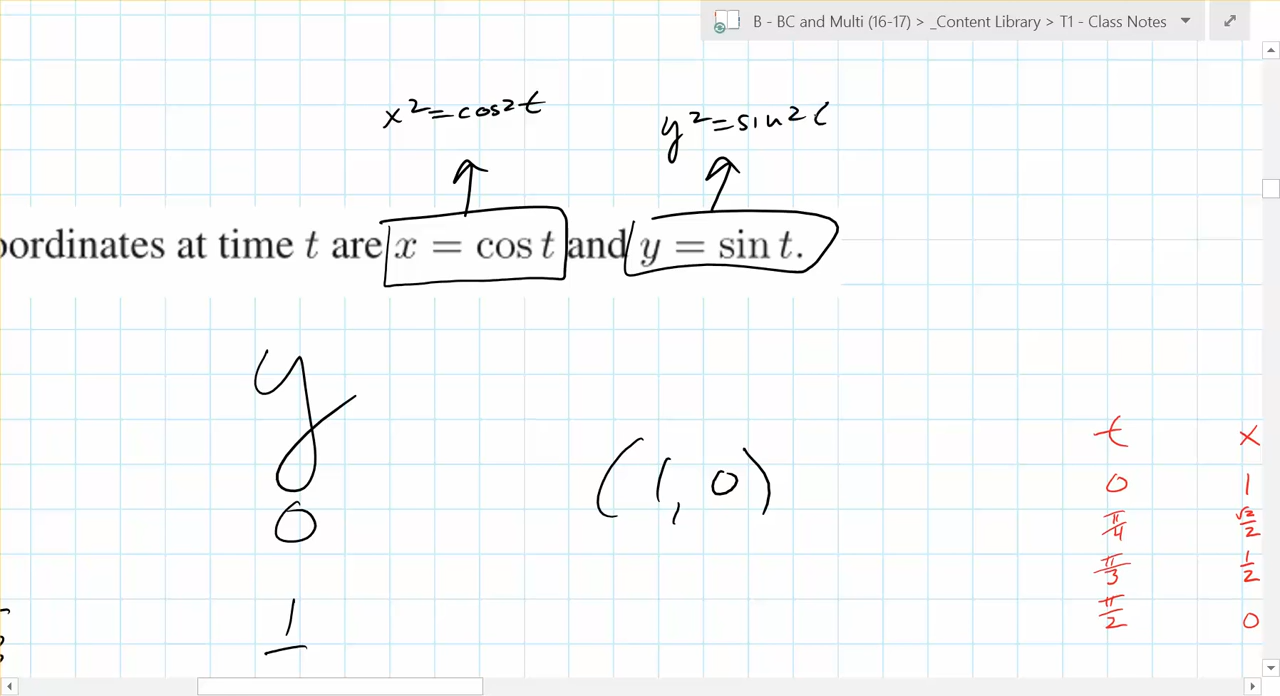 B - BC and Multi (16-17) > _Content Library > T1 - Class Notes
x²=cos²t
y²=sin²t
oordinates at time t are x = cos t and y = sin t.
y
0
1
(1, 0)
t x
0 1
π/4 √2/2
π/3 1/2
π/2 0